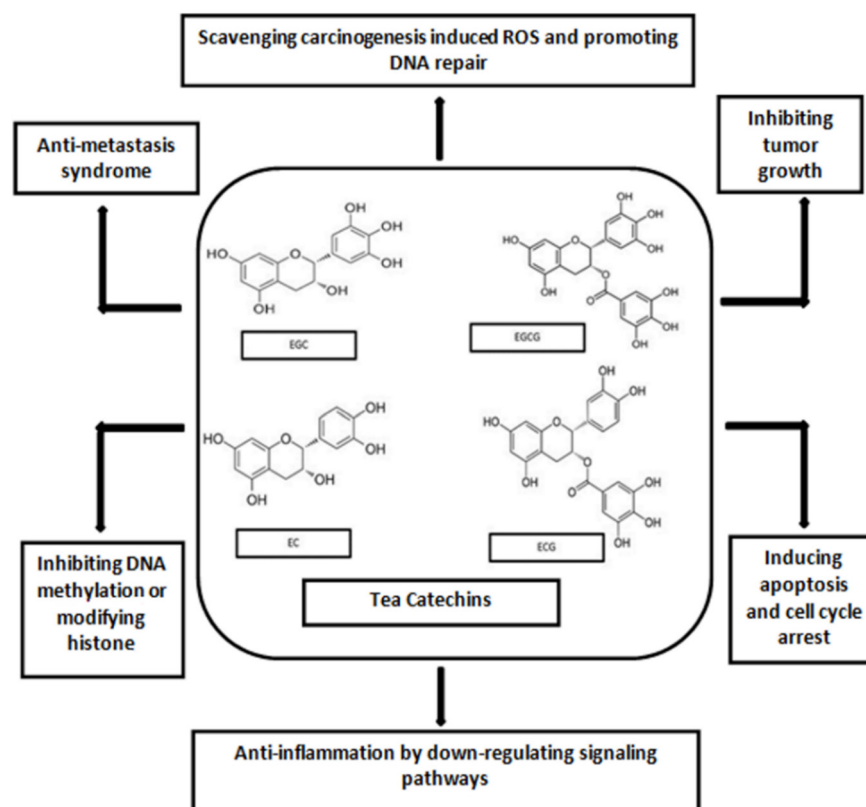 Scavenging carcinogenesis induced ROS and promoting
DNA repair
Anti-metastasis
syndrome
Inhibiting
tumor
growth
OH
OH
OH
HO
O
OH
OH
EGC
OH
OH
OH
HO
O
O
OH
O
OH
OH
OH
EGCG
OH
OH
HO
O
OH
OH
EC
HO
OH
HO
O
O
OH
O
OH
OH
OH
ECG
Tea Catechins
Inhibiting DNA
methylation or
modifying
histone
Inducing
apoptosis
and cell cycle
arrest
Anti-inflammation by down-regulating signaling
pathways